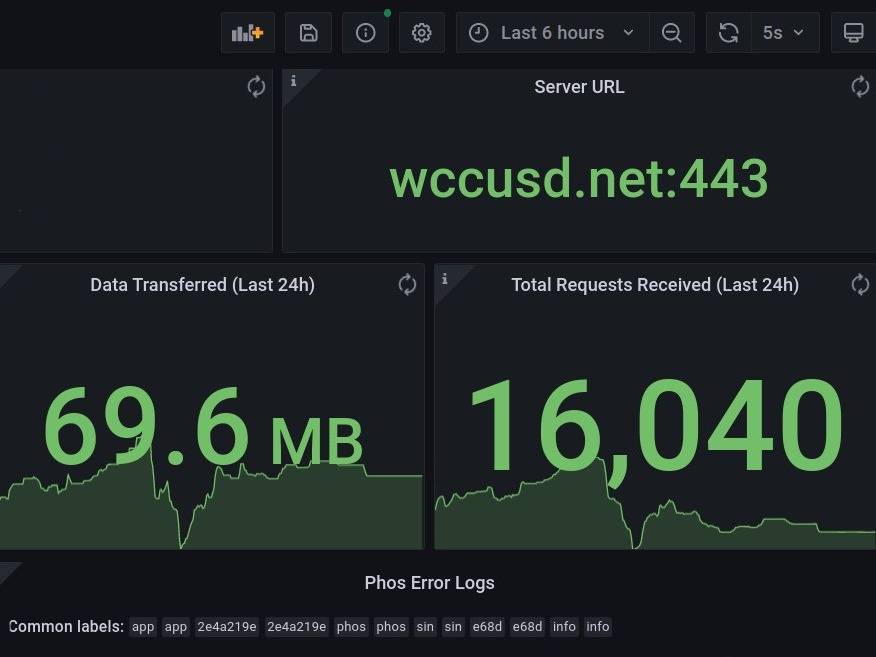 Last 6 hours 5s
i Server URL
wccusd.net:443
Data Transferred (Last 24h)
i Total Requests Received (Last 24h)
69.6 MB
16,040
Phos Error Logs
Common labels: app app 2e4a219e 2e4a219e phos phos sin sin e68d e68d info info